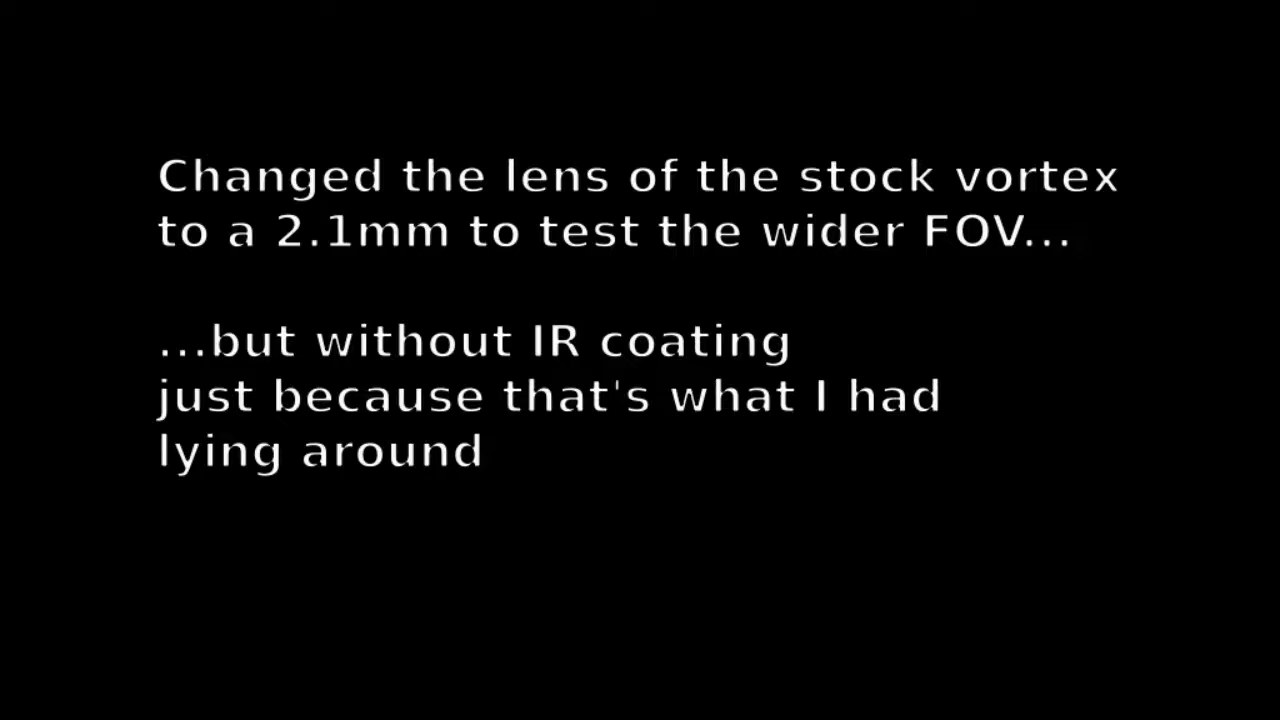 Changed the lens of the stock vortex
to a 2.1mm to test the wider FOV...
...but without IR coating
just because that's what I had
lying around